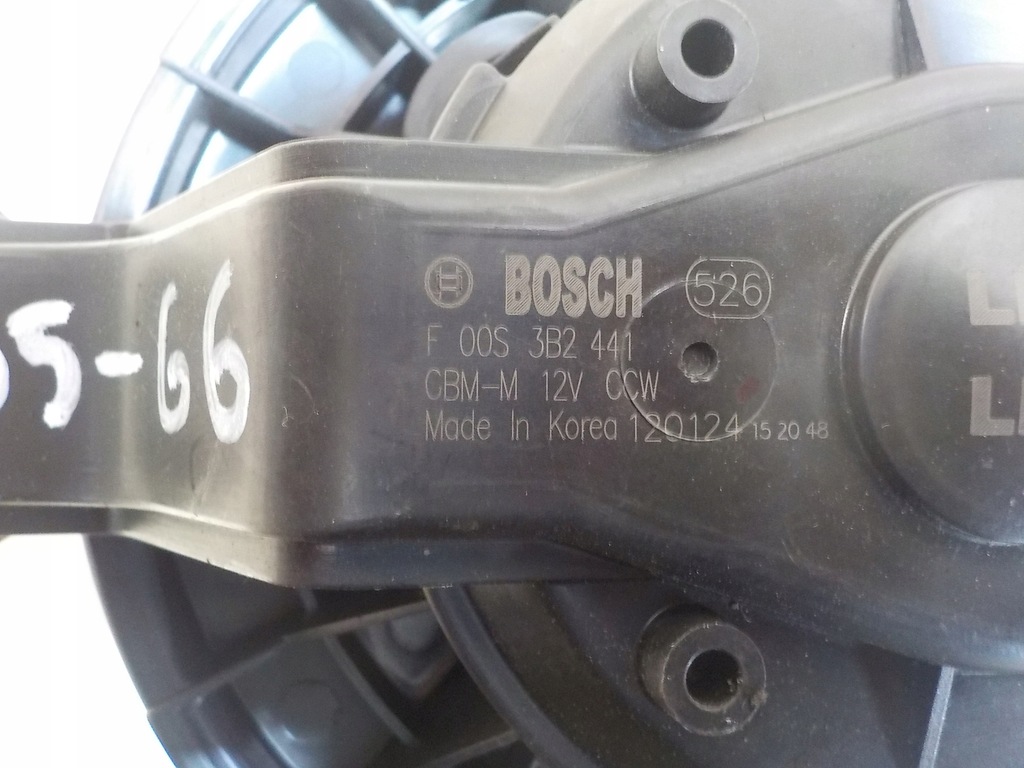 BOSCH 526
F 00S 3B2 441
CBM-M 12V CCW
Made In Korea 120124 15 20 48
5-66